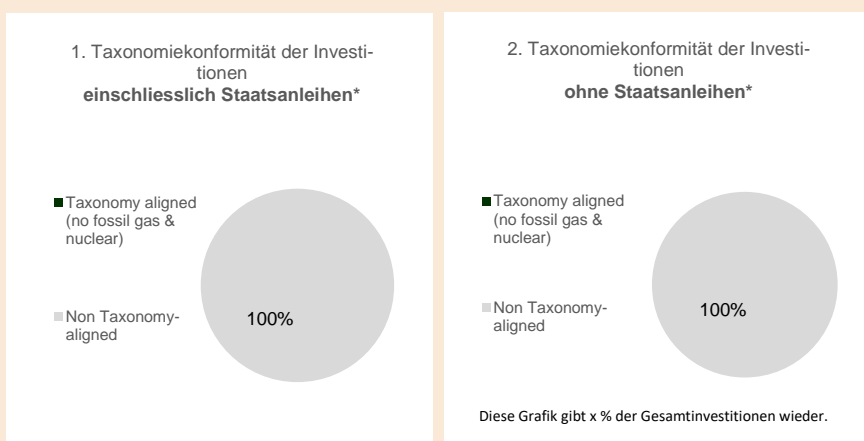 1. Taxonomiekonformität der Investi-
tionen
einschliesslich Staatsanleihen*
Taxonomy aligned
(no fossil gas &
nuclear)
Non Taxonomy-
aligned
100%
2. Taxonomiekonformität der Investi-
tionen
ohne Staatsanleihen*
Taxonomy aligned
(no fossil gas &
nuclear)
Non Taxonomy-
aligned
100%
Diese Grafik gibt x % der Gesamtinvestitionen wieder.